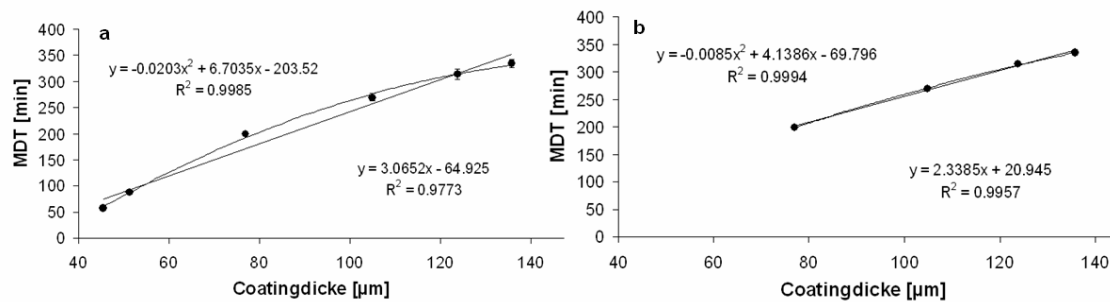 a
MDT [min]
400
350
300
250
200
150
100
50
0
y = -0.0203x² + 6.7035x - 203.52
R² = 0.9985
y = 3.0652x - 64.925
R² = 0.9773
40 60 80 100 120 140
Coatingdicke [µm]
b
MDT [min]
400
350
300
250
200
150
100
50
0
y = -0.0085x² + 4.1386x - 69.796
R² = 0.9994
y = 2.3385x + 20.945
R² = 0.9957
40 60 80 100 120 140
Coatingdicke [µm]